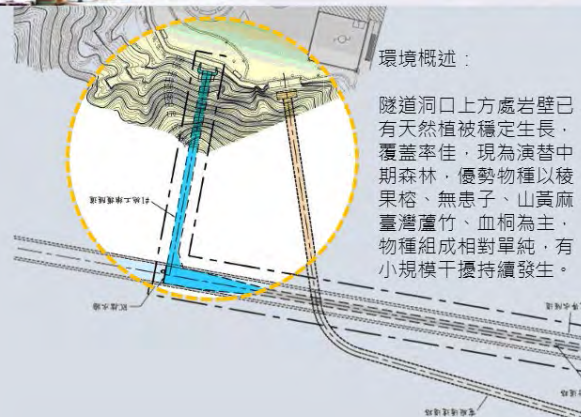 環境概述：
隧道洞口上方處岩壁已
有天然植被穩定生長，
覆蓋率佳，現為演替中
期森林，優勢物種以稜
果榕、無患子、山黃麻
臺灣蘆竹、血桐為主，
物種組成相對單純，有
小規模干擾持續發生。